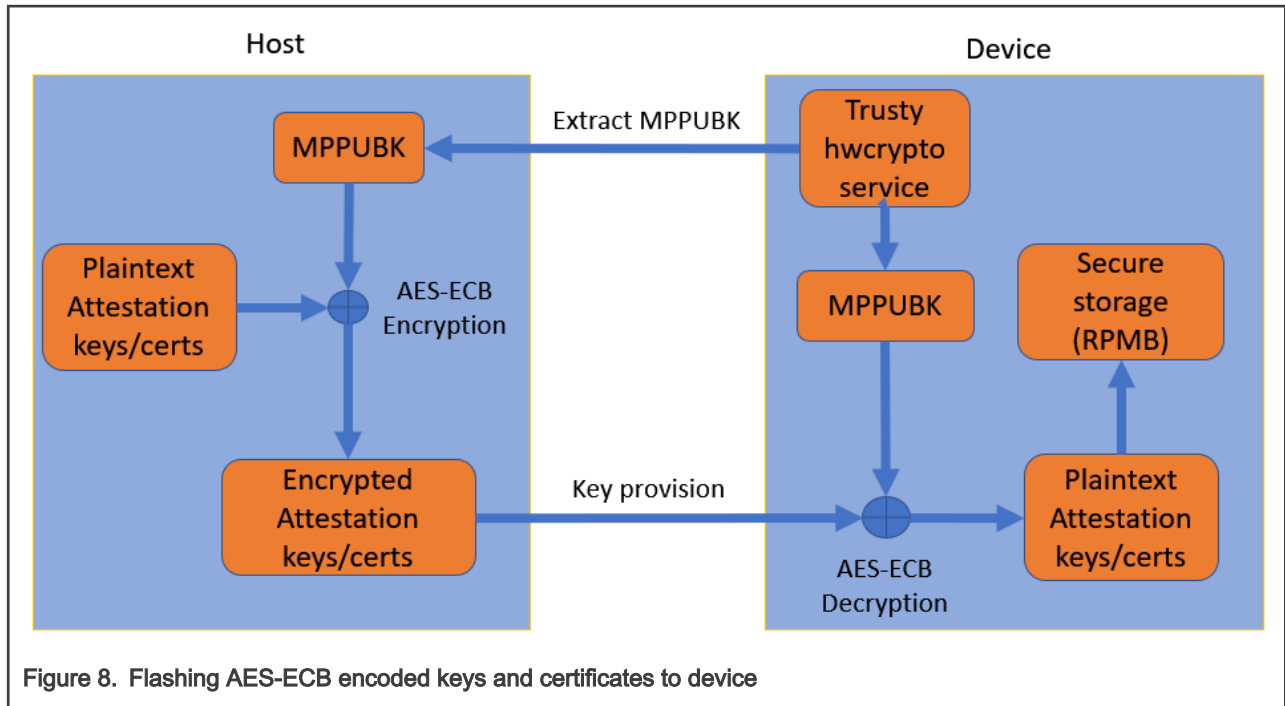 Host
Device
MPPUBK
Extract MPPUBK
Trusty
hwcrypto
service
Plaintext
Attestation
keys/certs
AES-ECB
Encryption
MPPUBK
Secure
storage
(RPMB)
Encrypted
Attestation
keys/certs
Key provision
AES-ECB
Decryption
Plaintext
Attestation
keys/certs
Figure 8. Flashing AES-ECB encoded keys and certificates to device